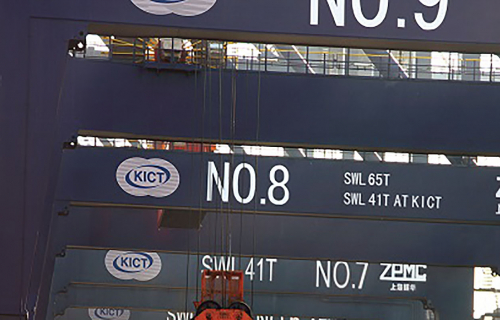 KICT NO.9
KICT NO.8 SWL 65T
SWL 41T AT KICT
KICT SWL 41T NO.7 ZPMC
上海振华
KICT